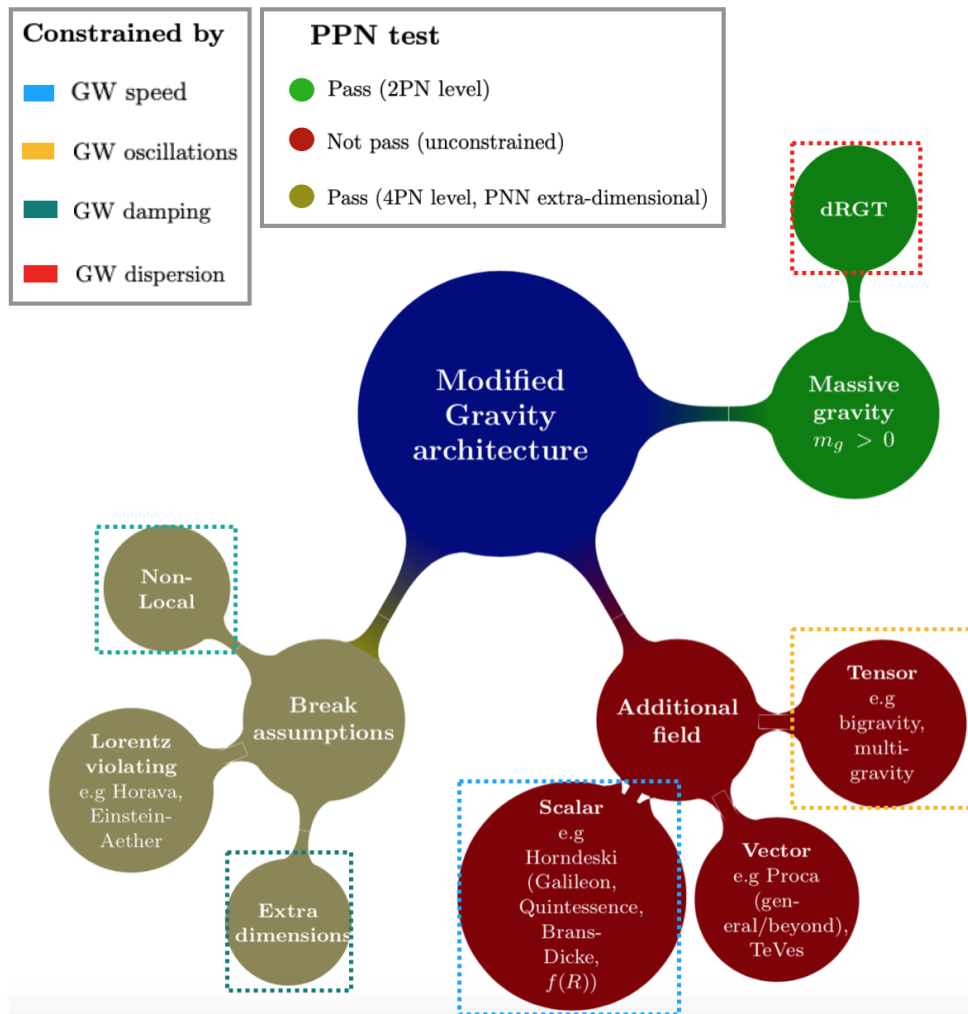 Constrained by
GW speed
GW oscillations
GW damping
GW dispersion
PPN test
Pass (2PN level)
Not pass (unconstrained)
Pass (4PN level, PNN extra-dimensional)
dRGT
Massive
gravity
m_g > 0
Modified
Gravity
architecture
Non-
Local
Break
assumptions
Lorentz
violating
e.g Horava,
Einstein-
Aether
Extra
dimensions
Additional
field
Tensor
e.g
bigravity,
multi-
gravity
Scalar
e.g
Horndeski
(Galileon,
Quintessence,
Brans-
Dicke,
f(R))
Vector
e.g Proca
(gen-
eral/beyond),
TeVes